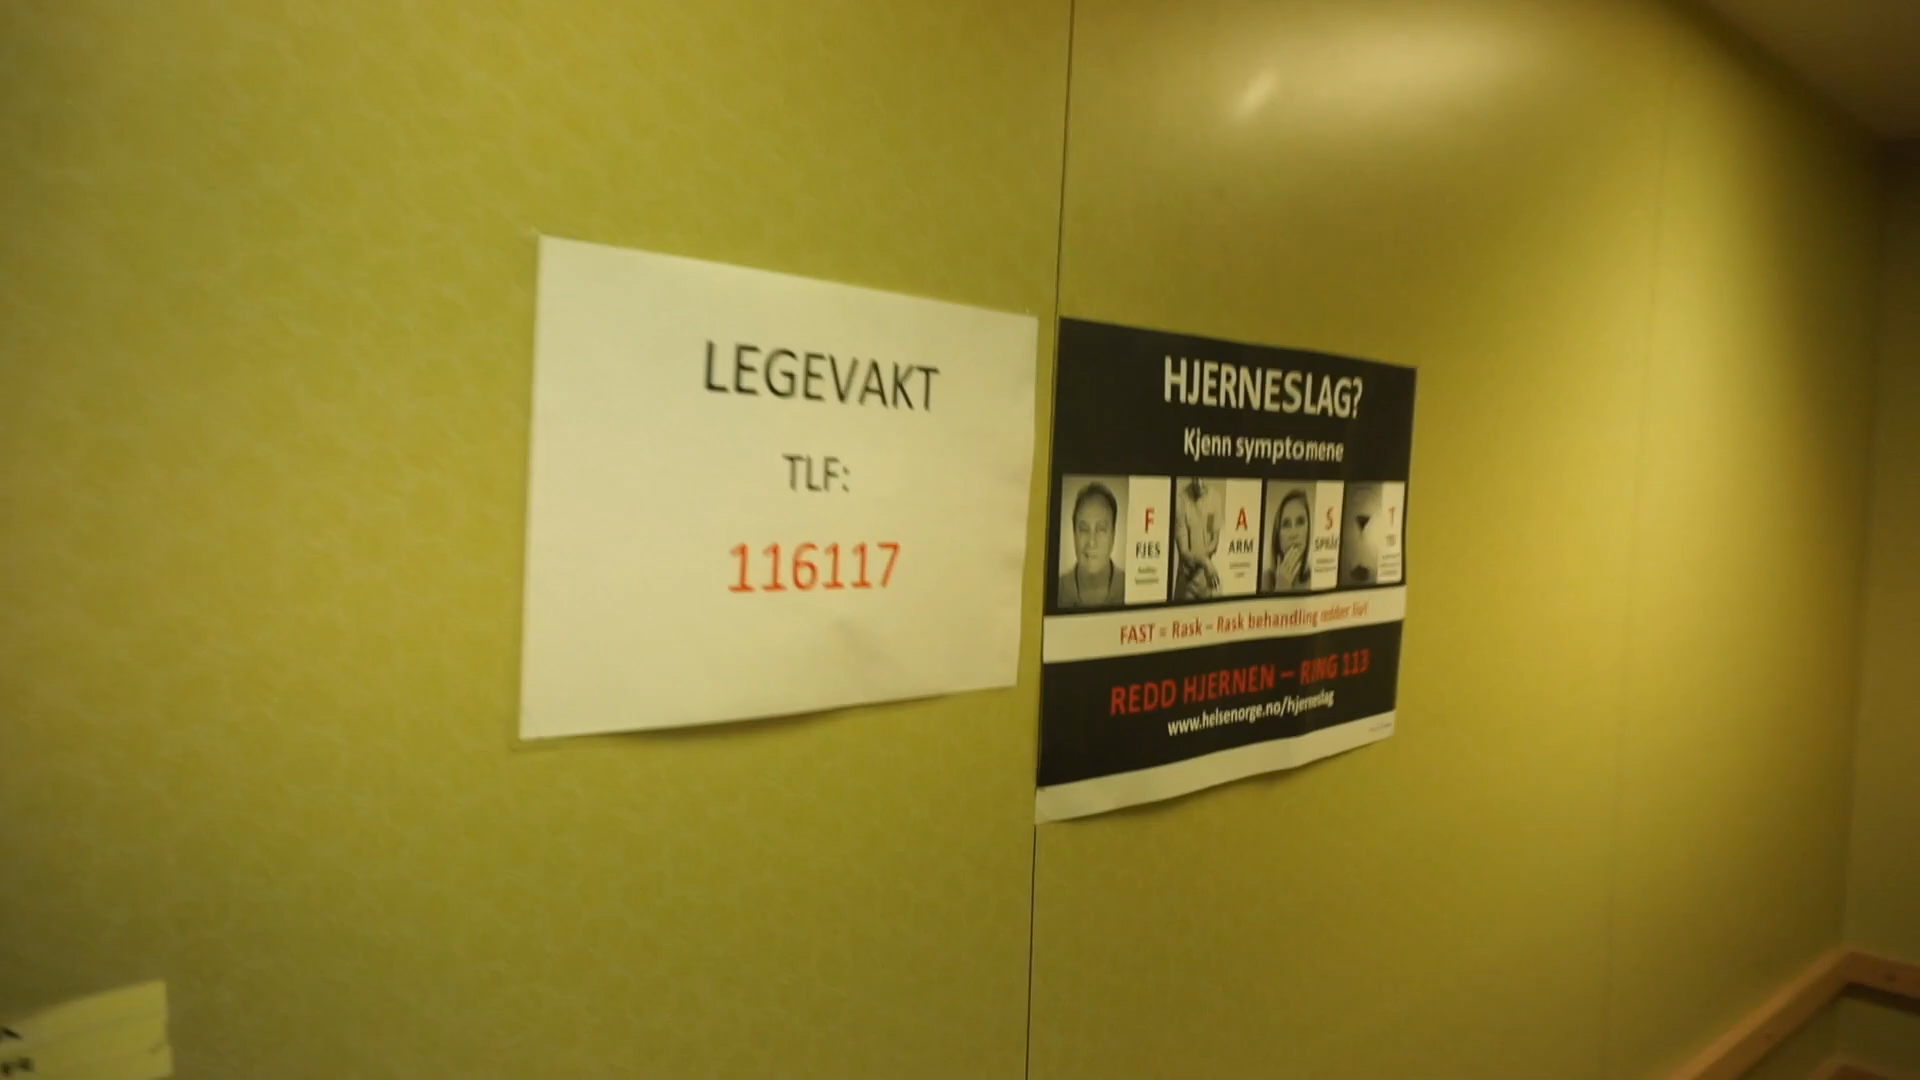 LEGEVAKT
TLF:
116117
HJERNESLAG?
Kjenn symptomene
F
FJES
A
ARM
S
SPRÅK
T
FAST = Rask – Rask behandling redder liv!
REDD HJERNEN – RING 113
www.helsenorge.no/hjerneslag